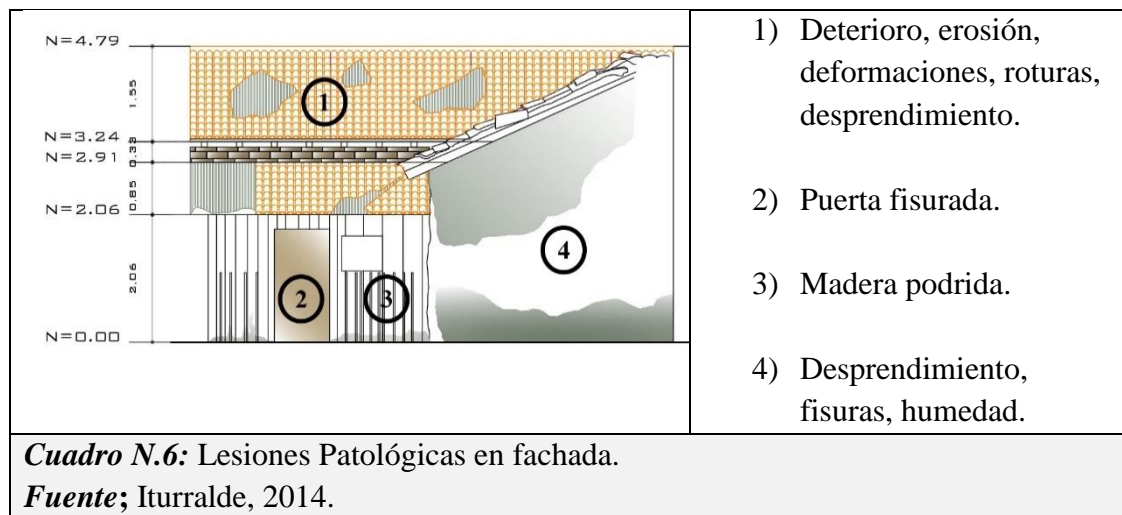 N=4.79
1.55
N=3.24
0.33
N=2.91
0.85
N=2.06
2.06
N=0.00
1
2
3
4
1) Deterioro, erosión,
deformaciones, roturas,
desprendimiento.
2) Puerta fisurada.
3) Madera podrida.
4) Desprendimiento,
fisuras, humedad.
Cuadro N.6: Lesiones Patológicas en fachada.
Fuente; Iturralde, 2014.